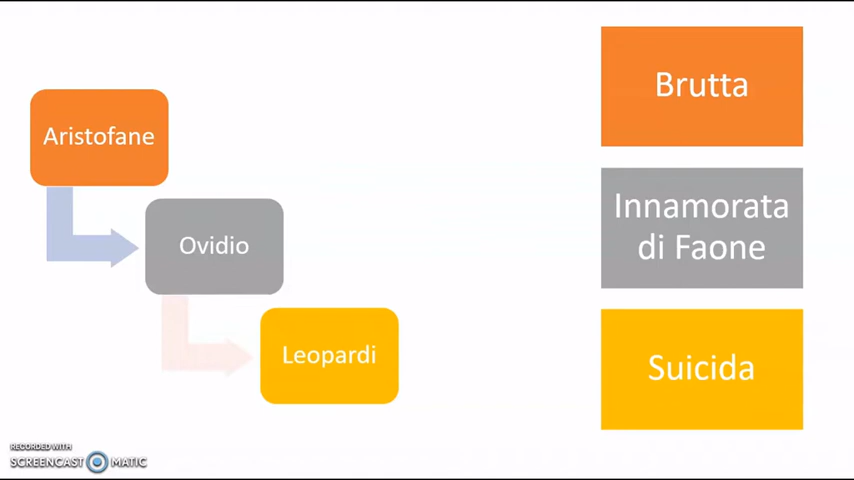 Aristofane
Ovidio
Leopardi
Brutta
Innamorata
di Faone
Suicida
RECORDED WITH
SCREENCAST MATIC